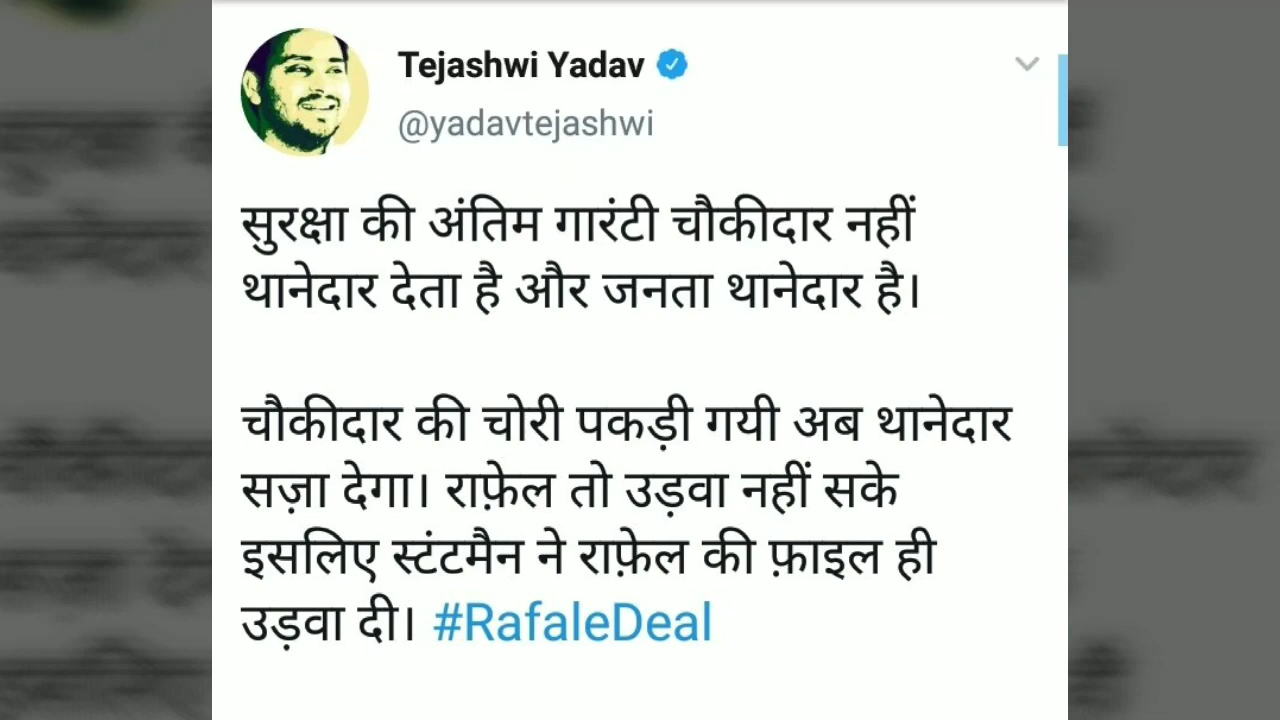 Tejashwi Yadav
@yadavtejashwi
सुरक्षा की अंतिम गारंटी चौकीदार नहीं
थानेदार देता है और जनता थानेदार है।
चौकीदार की चोरी पकड़ी गयी अब थानेदार
सज़ा देगा। राफ़ेल तो उड़वा नहीं सके
इसलिए स्टंटमैन ने राफ़ेल की फ़ाइल ही
उड़वा दी। #RafaleDeal